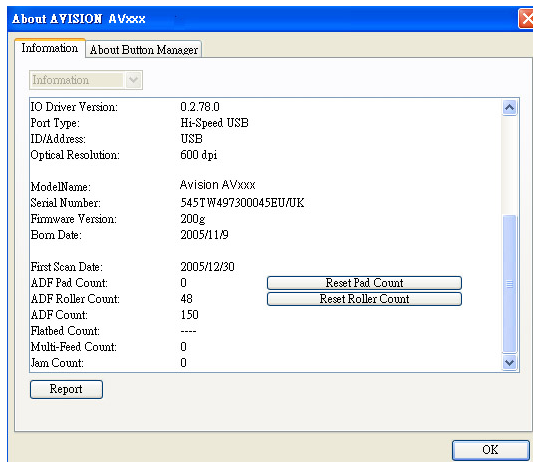 About AVISION AVxxx
Information About Button Manager
Information
IO Driver Version: 0.2.78.0
Port Type: Hi-Speed USB
ID/Address: USB
Optical Resolution: 600 dpi
ModelName: Avision AVxxx
Serial Number: 545TW497300045EU/UK
Firmware Version: 200g
Born Date: 2005/11/9
First Scan Date: 2005/12/30
ADF Pad Count: 0 Reset Pad Count
ADF Roller Count: 48 Reset Roller Count
ADF Count: 150
Flatbed Count: ----
Multi-Feed Count: 0
Jam Count: 0
Report
OK